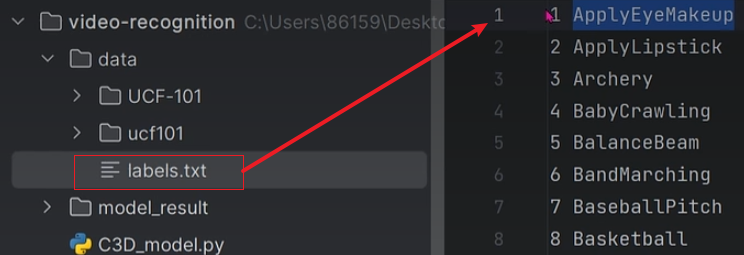 video-recognition C:\Users\86159\Deskto
data
UCF-101
ucf101
labels.txt
model_result
C3D_model.py
1 1 ApplyEyeMakeup
2 2 ApplyLipstick
3 3 Archery
4 4 BabyCrawling
5 5 BalanceBeam
6 6 BandMarching
7 7 BaseballPitch
8 8 Basketball